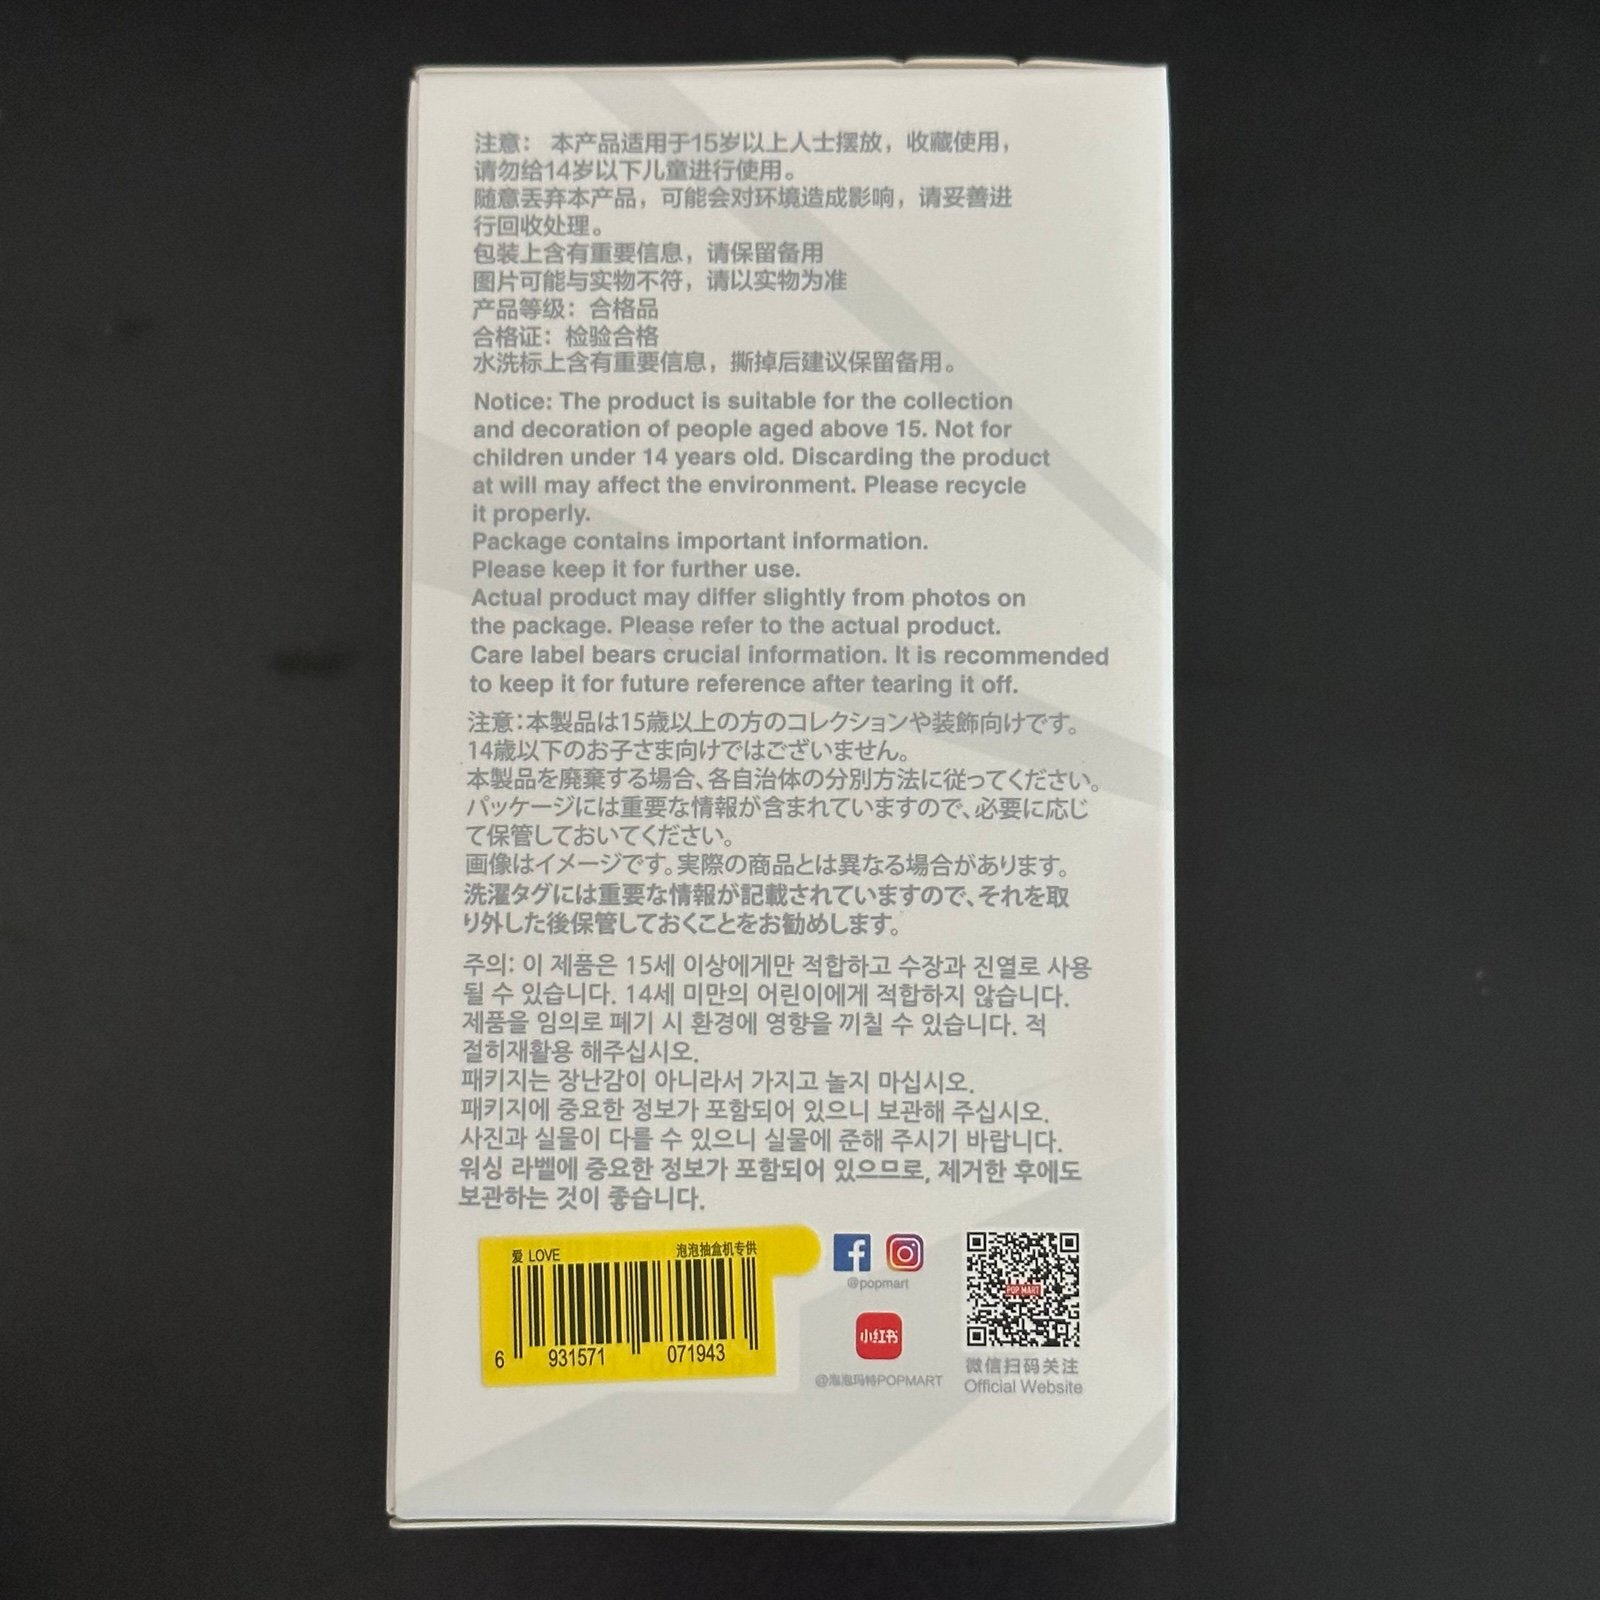 注意： 本产品适用于15岁以上人士摆放，收藏使用，
请勿给14岁以下儿童进行使用。
随意丢弃本产品，可能会对环境造成影响，请妥善进
行回收处理。
包装上含有重要信息，请保留备用
图片可能与实物不符，请以实物为准
产品等级：合格品
合格证：检验合格
水洗标上含有重要信息，撕掉后建议保留备用。
Notice: The product is suitable for the collection
and decoration of people aged above 15. Not for
children under 14 years old. Discarding the product
at will may affect the environment. Please recycle
it properly.
Package contains important information.
Please keep it for further use.
Actual product may differ slightly from photos on
the package. Please refer to the actual product.
Care label bears crucial information. It is recommended
to keep it for future reference after tearing it off.
注意：本製品は15歳以上の方のコレクションや装飾向けです。
14歳以下のお子さま向けではございません。
本製品を廃棄する場合、各自治体の分別方法に従ってください。
パッケージには重要な情報が含まれていますので、必要に応じ
て保管しておいてください。
画像はイメージです。実際の商品とは異なる場合があります。
洗濯タグには重要な情報が記載されていますので、それを取
り外した後保管しておくことをお勧めします。
주의: 이 제품은 15세 이상에게만 적합하고 수장과 진열로 사용
될 수 있습니다. 14세 미만의 어린이에게 적합하지 않습니다.
제품을 임의로 폐기 시 환경에 영향을 끼칠 수 있습니다. 적
절히재활용 해주십시오.
패키지는 장난감이 아니라서 가지고 놀지 마십시오.
패키지에 중요한 정보가 포함되어 있으니 보관해 주십시오.
사진과 실물이 다를 수 있으니 실물에 준해 주시기 바랍니다.
워싱 라벨에 중요한 정보가 포함되어 있으므로, 제거한 후에도
보관하는 것이 좋습니다.
爱 LOVE 泡泡抽盒机专供
6 931571 071943
@popmart
小红书
@泡泡玛特POPMART
POP MART
微信扫码关注
Official Website